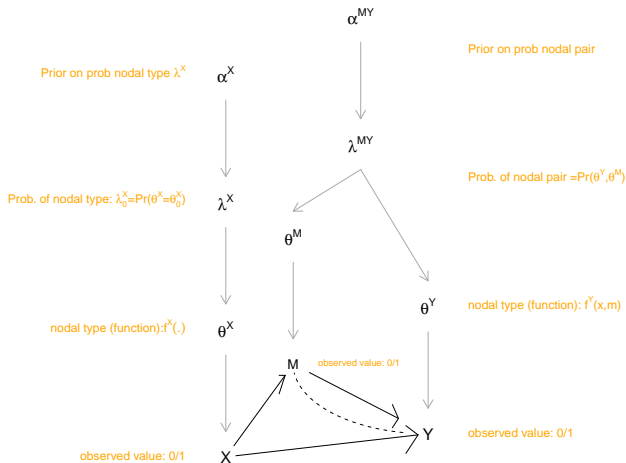 α^MY
Prior on prob nodal pair
Prior on prob nodal type λ^X
α^X
λ^MY
Prob. of nodal pair =Pr(θ^Y,θ^M)
Prob. of nodal type: λ₀^X=Pr(θ^X=θ₀^X)
λ^X
θ^M
θ^Y
nodal type (function): f^Y(x,m)
nodal type (function):f^X(.)
θ^X
M
observed value: 0/1
Y
observed value: 0/1
observed value: 0/1
X